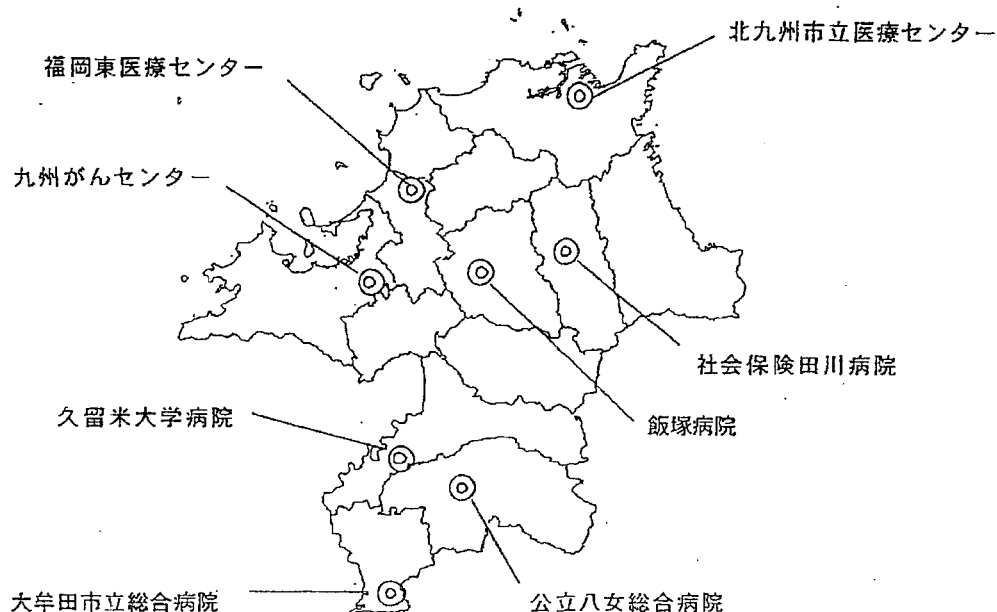 北九州市立医療センター
福岡東医療センター
九州がんセンター
社会保険田川病院
久留米大学病院
飯塚病院
大牟田市立総合病院
公立八女総合病院